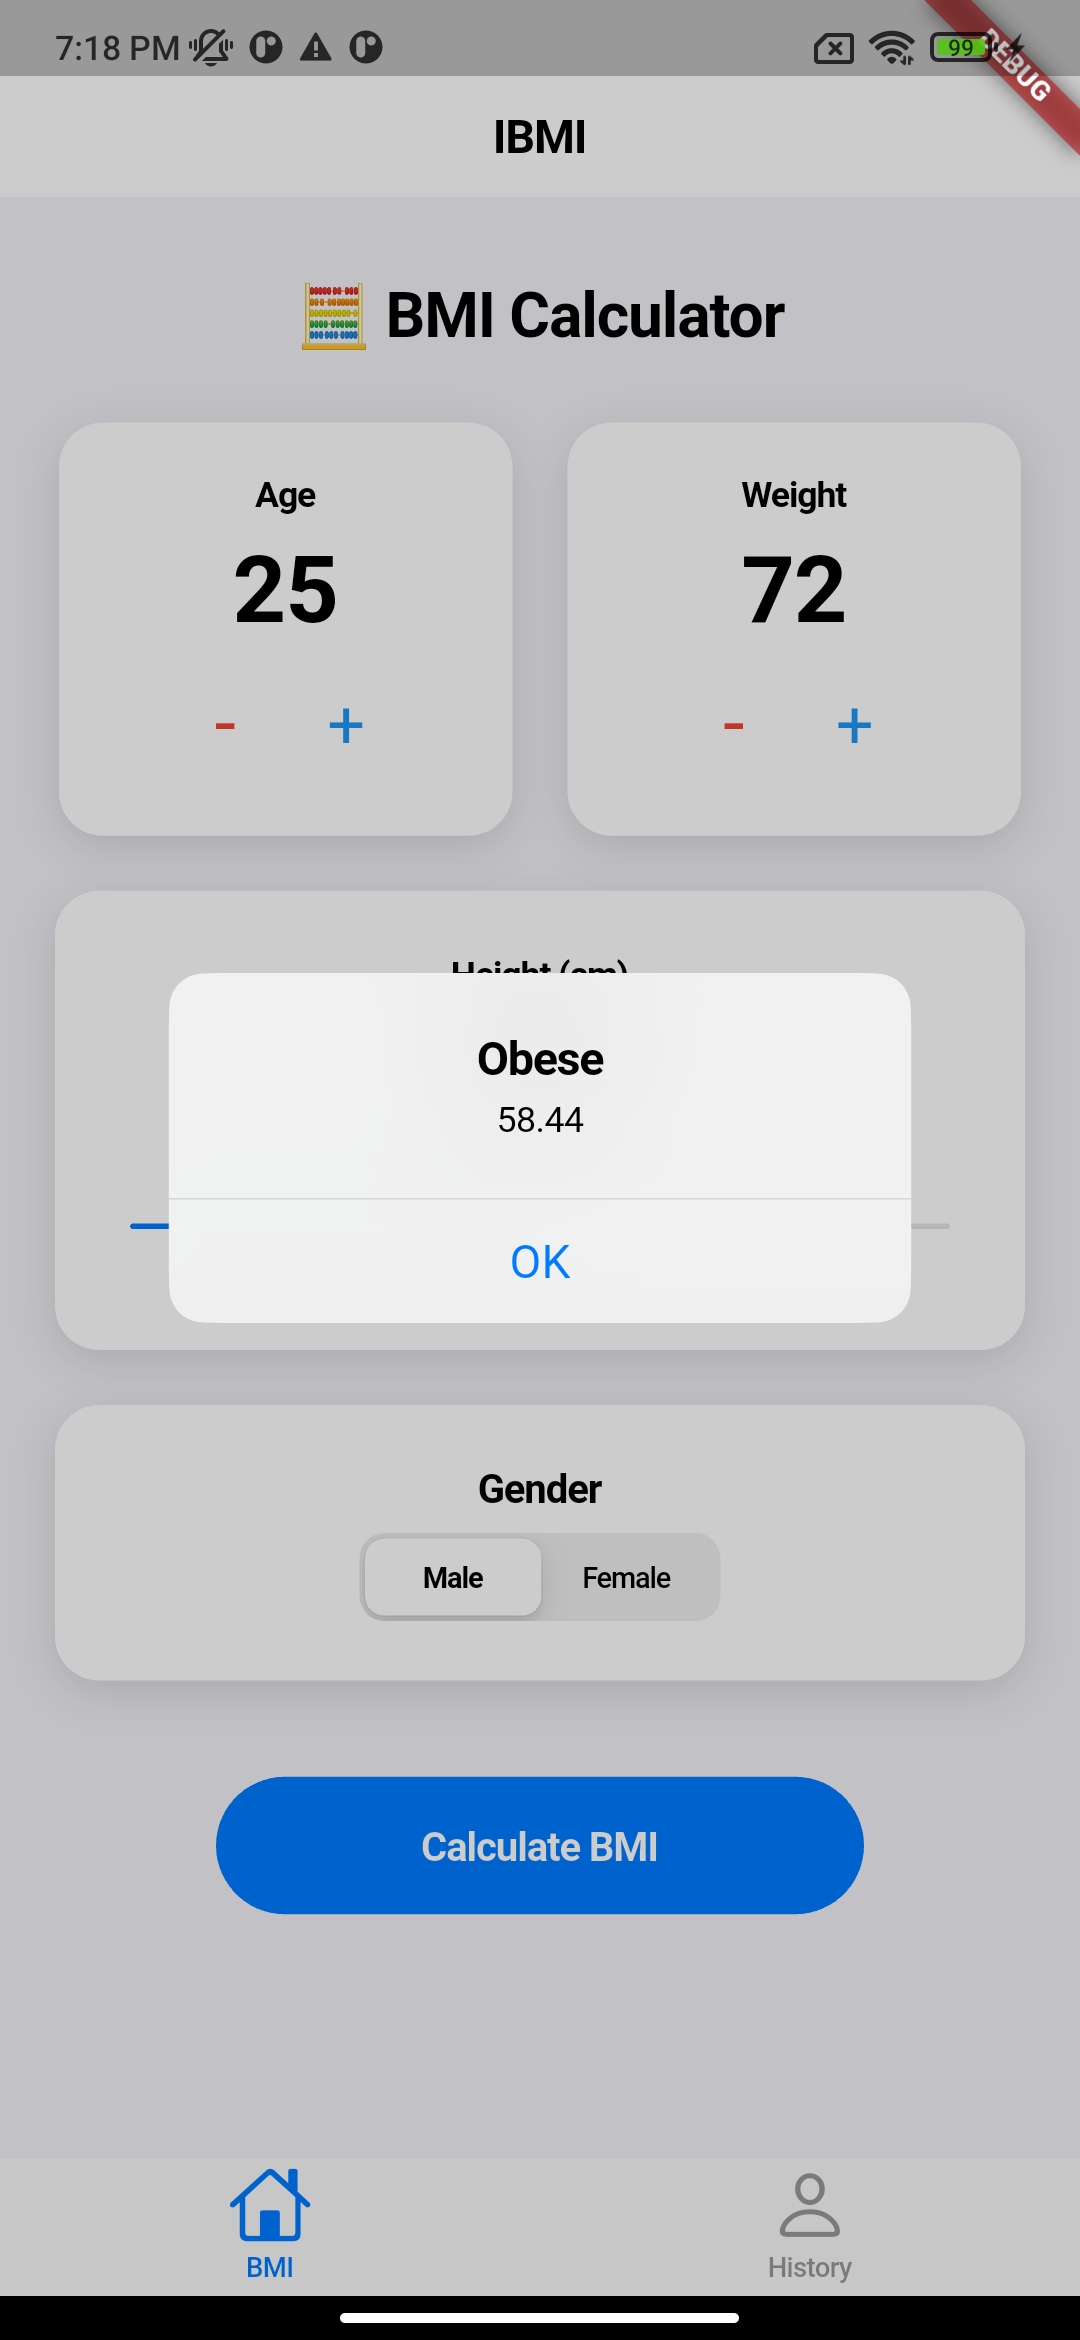 7:18 PM
99
DEBUG
IBMI
BMI Calculator
Age
Weight
25
72
- +
- +
Height (cm)
Obese
58.44
OK
Gender
Male
Female
Calculate BMI
BMI
History